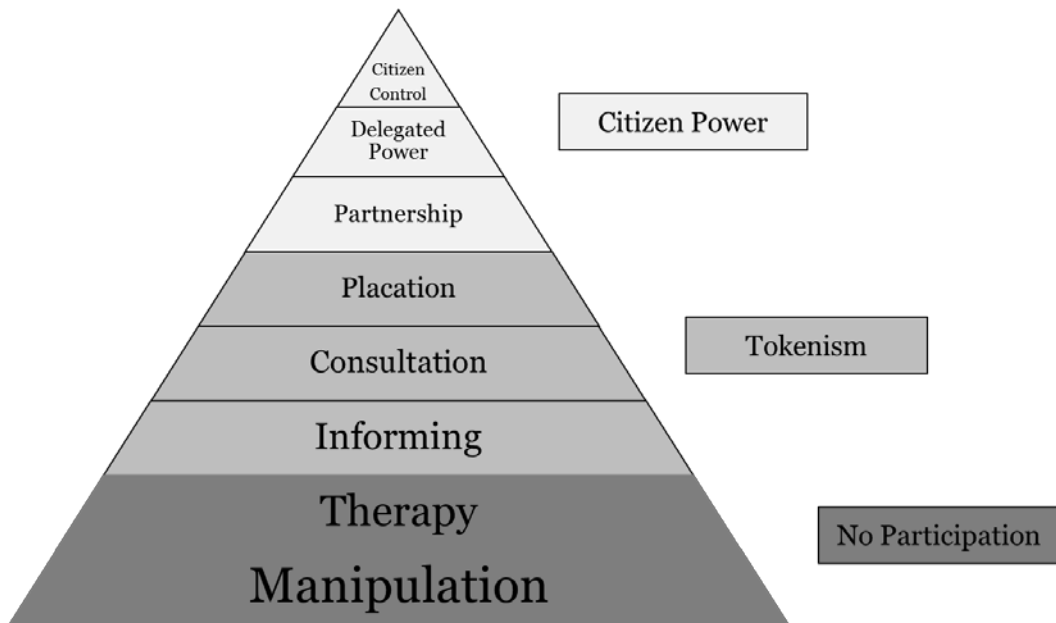 Citizen
Control
Delegated
Power
Citizen Power
Partnership
Placation
Consultation
Tokenism
Informing
Therapy
No Participation
Manipulation